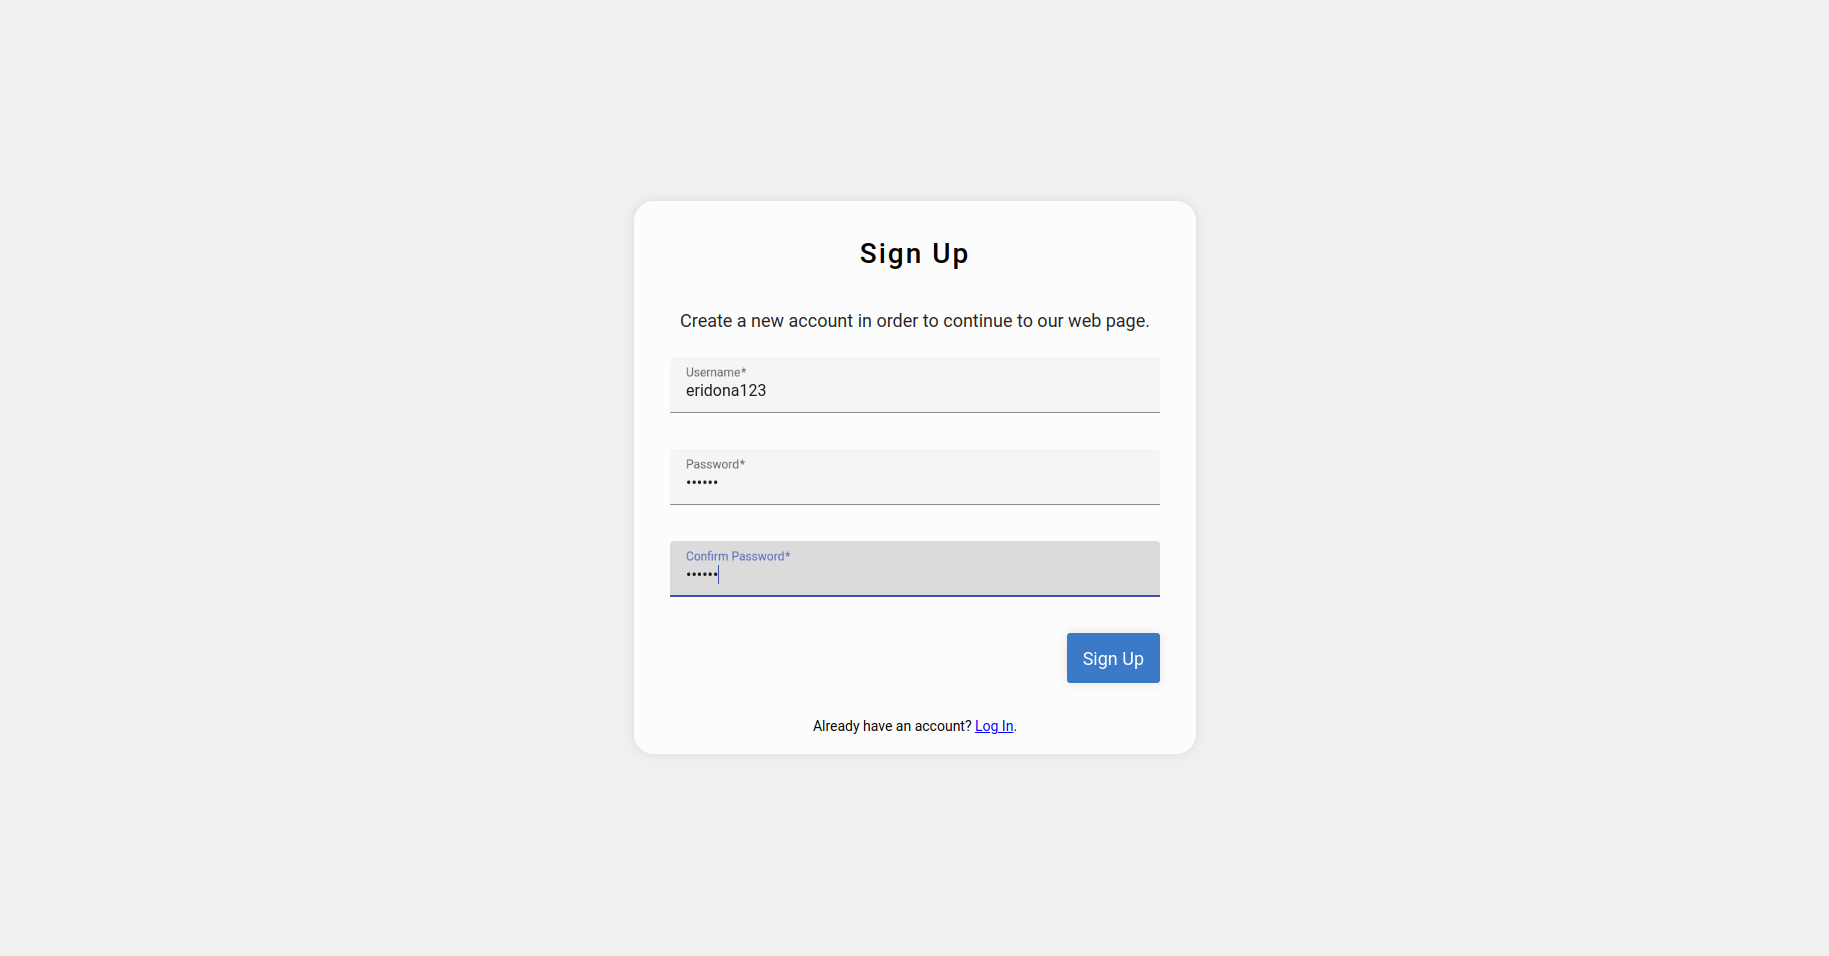 Sign Up
Create a new account in order to continue to our web page.
Username*
eridona123
Password*
••••••
Confirm Password*
••••••
Sign Up
Already have an account? Log In.